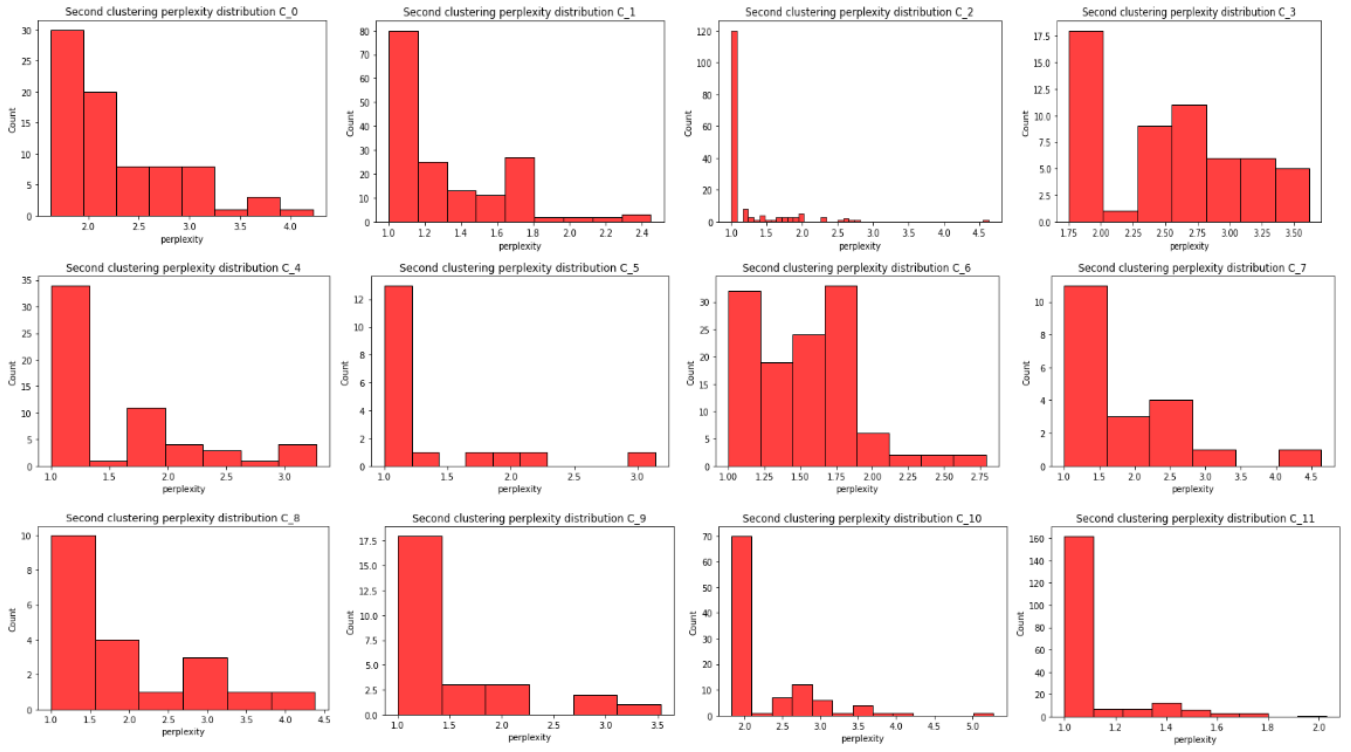 Second clustering perplexity distribution C_0
Count
30
25
20
15
10
5
0
2.0 2.5 3.0 3.5 4.0
perplexity
Second clustering perplexity distribution C_1
Count
80
70
60
50
40
30
20
10
0
1.0 1.2 1.4 1.6 1.8 2.0 2.2 2.4
perplexity
Second clustering perplexity distribution C_2
Count
120
100
80
60
40
20
0
1.0 1.5 2.0 2.5 3.0 3.5 4.0 4.5
perplexity
Second clustering perplexity distribution C_3
Count
17.5
15.0
12.5
10.0
7.5
5.0
2.5
0.0
1.75 2.00 2.25 2.50 2.75 3.00 3.25 3.50
perplexity
Second clustering perplexity distribution C_4
Count
35
30
25
20
15
10
5
0
1.0 1.5 2.0 2.5 3.0
perplexity
Second clustering perplexity distribution C_5
Count
12
10
8
6
4
2
0
1.0 1.5 2.0 2.5 3.0
perplexity
Second clustering perplexity distribution C_6
Count
30
25
20
15
10
5
0
1.00 1.25 1.50 1.75 2.00 2.25 2.50 2.75
perplexity
Second clustering perplexity distribution C_7
Count
10
8
6
4
2
0
1.0 1.5 2.0 2.5 3.0 3.5 4.0 4.5
perplexity
Second clustering perplexity distribution C_8
Count
10
8
6
4
2
0
1.0 1.5 2.0 2.5 3.0 3.5 4.0 4.5
perplexity
Second clustering perplexity distribution C_9
Count
17.5
15.0
12.5
10.0
7.5
5.0
2.5
0.0
1.0 1.5 2.0 2.5 3.0 3.5
perplexity
Second clustering perplexity distribution C_10
Count
70
60
50
40
30
20
10
0
2.0 2.5 3.0 3.5 4.0 4.5 5.0
perplexity
Second clustering perplexity distribution C_11
Count
160
140
120
100
80
60
40
20
0
1.0 1.2 1.4 1.6 1.8 2.0
perplexity